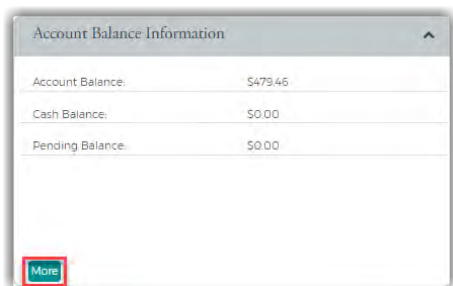 Account Balance Information
Account Balance: $479.46
Cash Balance: $0.00
Pending Balance: $0.00
More